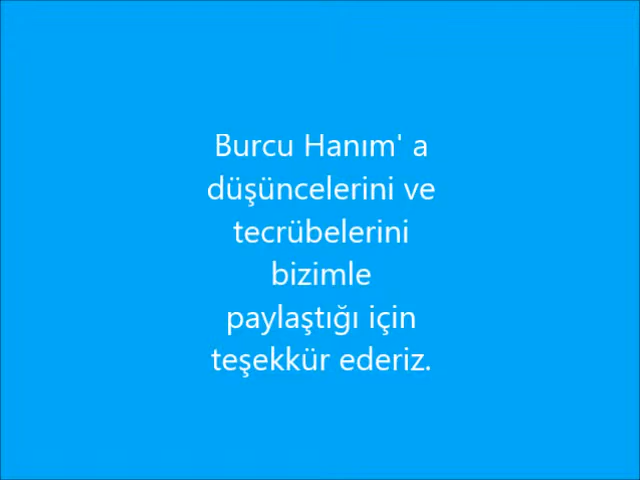 Burcu Hanım' a
düşüncelerini ve
tecrübelerini
bizimle
paylaştığı için
teşekkür ederiz.